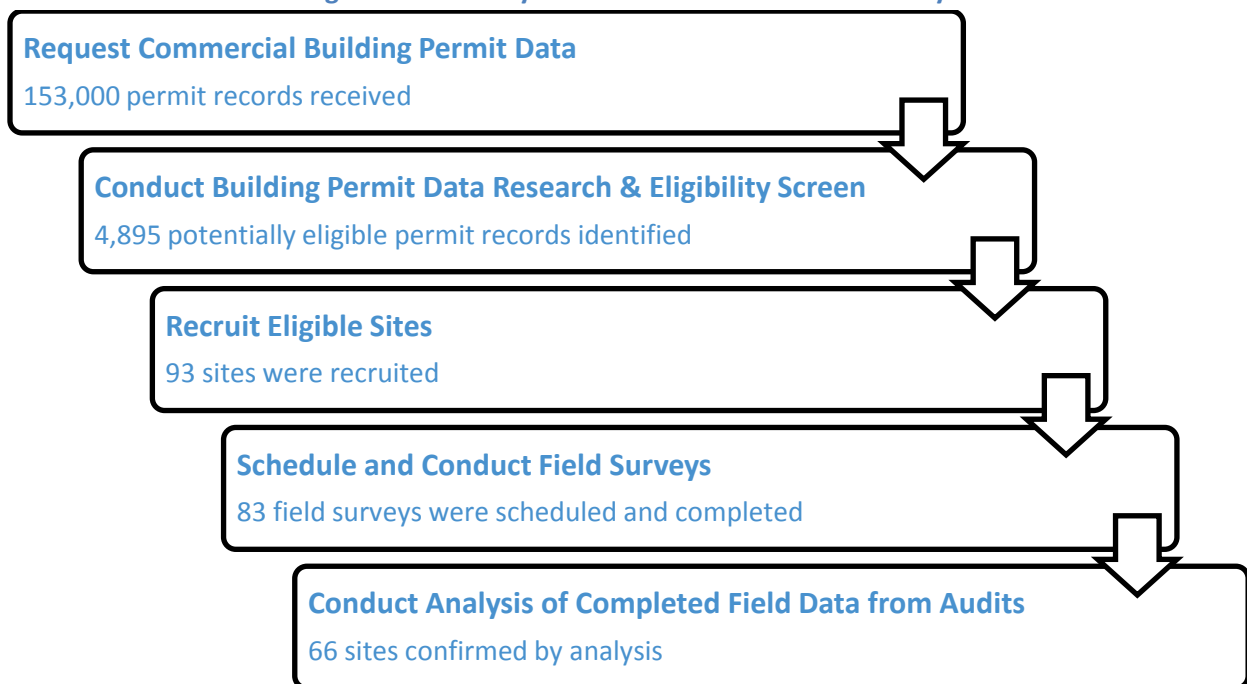 Request Commercial Building Permit Data
153,000 permit records received
Conduct Building Permit Data Research & Eligibility Screen
4,895 potentially eligible permit records identified
Recruit Eligible Sites
93 sites were recruited
Schedule and Conduct Field Surveys
83 field surveys were scheduled and completed
Conduct Analysis of Completed Field Data from Audits
66 sites confirmed by analysis